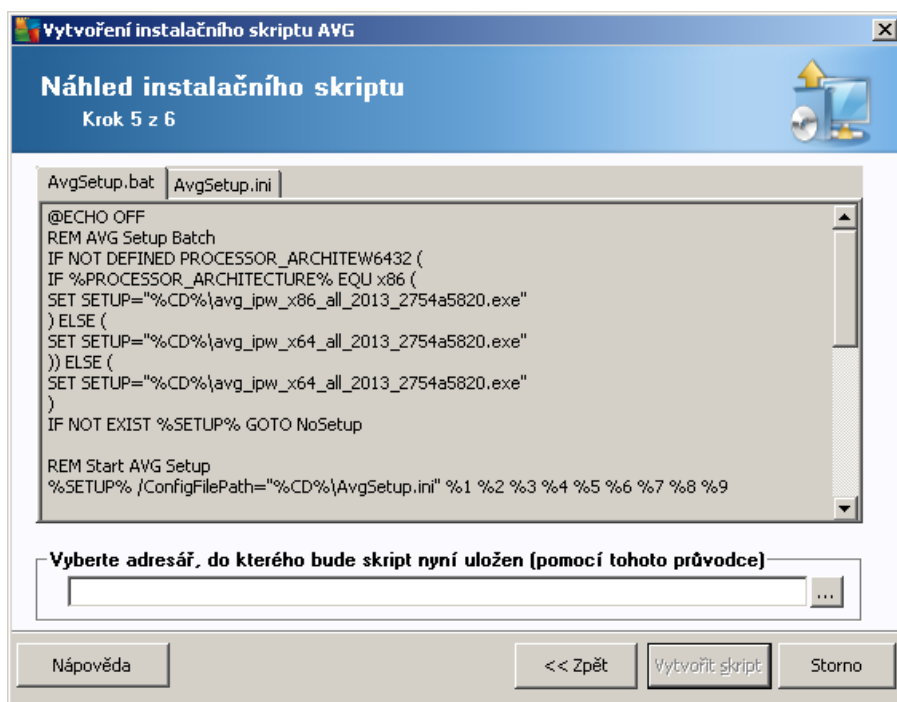 Vytvoření instalačního skriptu AVG
Náhled instalačního skriptu
Krok 5 z 6
AvgSetup.bat
AvgSetup.ini
@ECHO OFF
REM AVG Setup Batch
IF NOT DEFINED PROCESSOR_ARCHITEW6432 (
IF %PROCESSOR_ARCHITECTURE% EQU x86 (
SET SETUP="%CD%\avg_ipw_x86_all_2013_2754a5820.exe"
) ELSE (
SET SETUP="%CD%\avg_ipw_x64_all_2013_2754a5820.exe"
)) ELSE (
SET SETUP="%CD%\avg_ipw_x64_all_2013_2754a5820.exe"
)
IF NOT EXIST %SETUP% GOTO NoSetup
REM Start AVG Setup
%SETUP% /ConfigFilePath="%CD%\AvgSetup.ini" %1 %2 %3 %4 %5 %6 %7 %8 %9
Vyberte adresář, do kterého bude skript nyní uložen (pomocí tohoto průvodce)
...
Nápověda
<< Zpět
Vytvořit skript
Storno